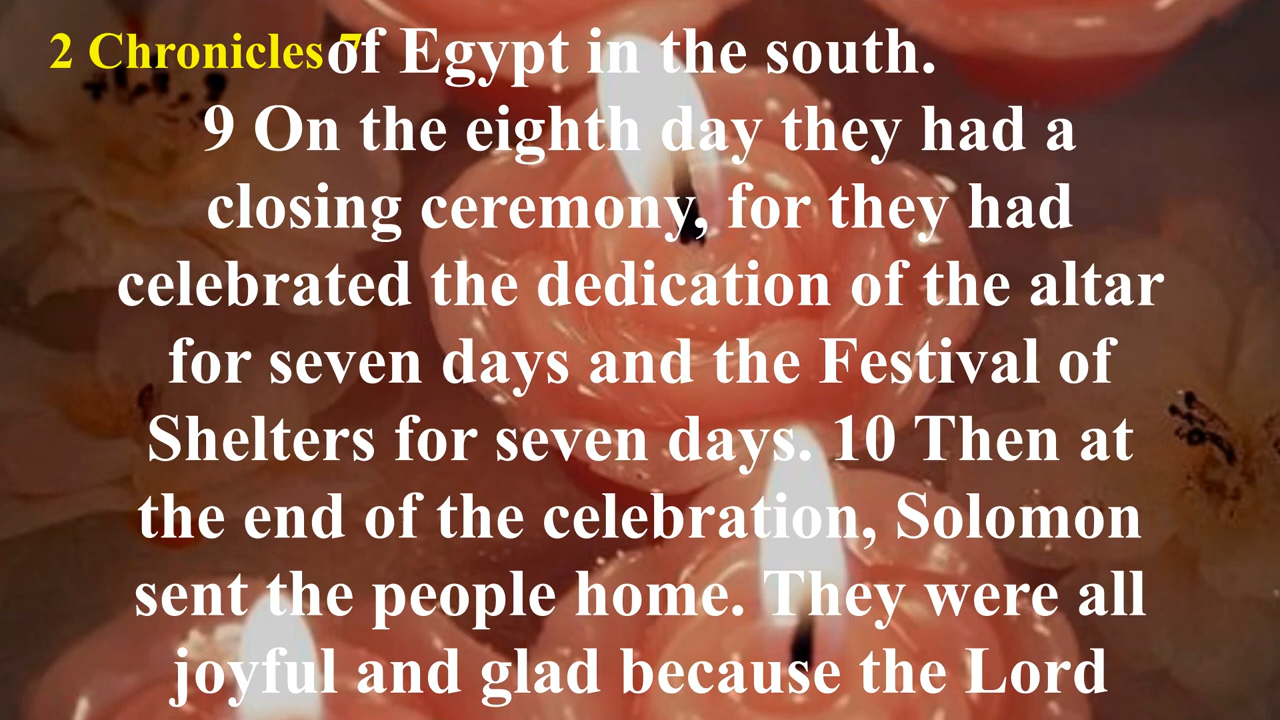 2 Chronicles 7
of Egypt in the south.
9 On the eighth day they had a
closing ceremony, for they had
celebrated the dedication of the altar
for seven days and the Festival of
Shelters for seven days. 10 Then at
the end of the celebration, Solomon
sent the people home. They were all
joyful and glad because the Lord